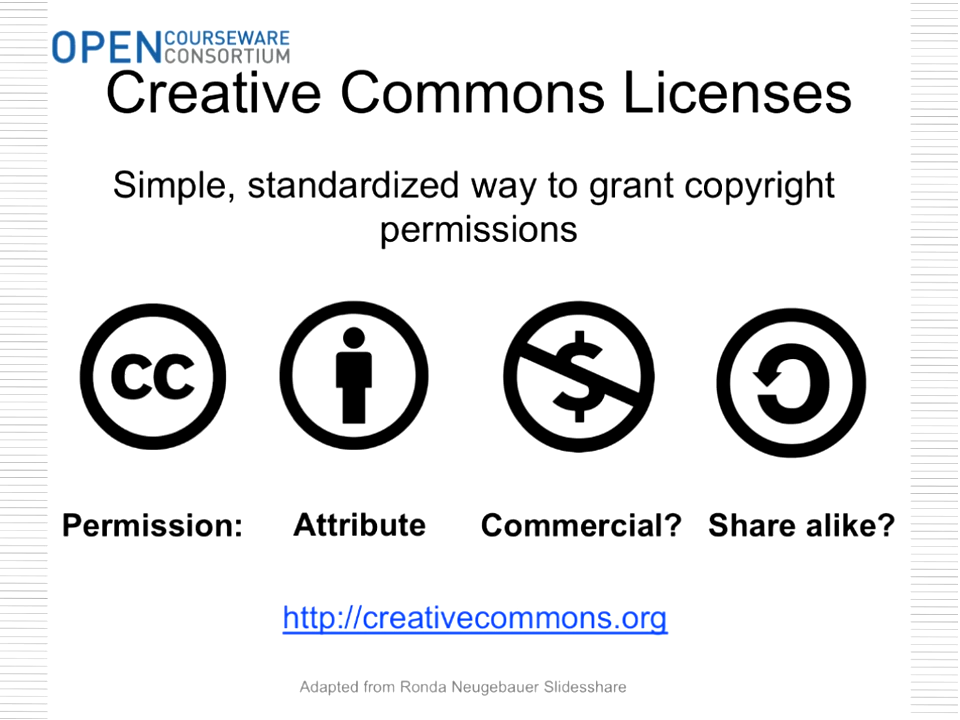 OPEN COURSEWARE CONSORTIUM
Creative Commons Licenses
Simple, standardized way to grant copyright
permissions
cc
$
Permission: Attribute Commercial? Share alike?
http://creativecommons.org
Adapted from Ronda Neugebauer Slidesshare